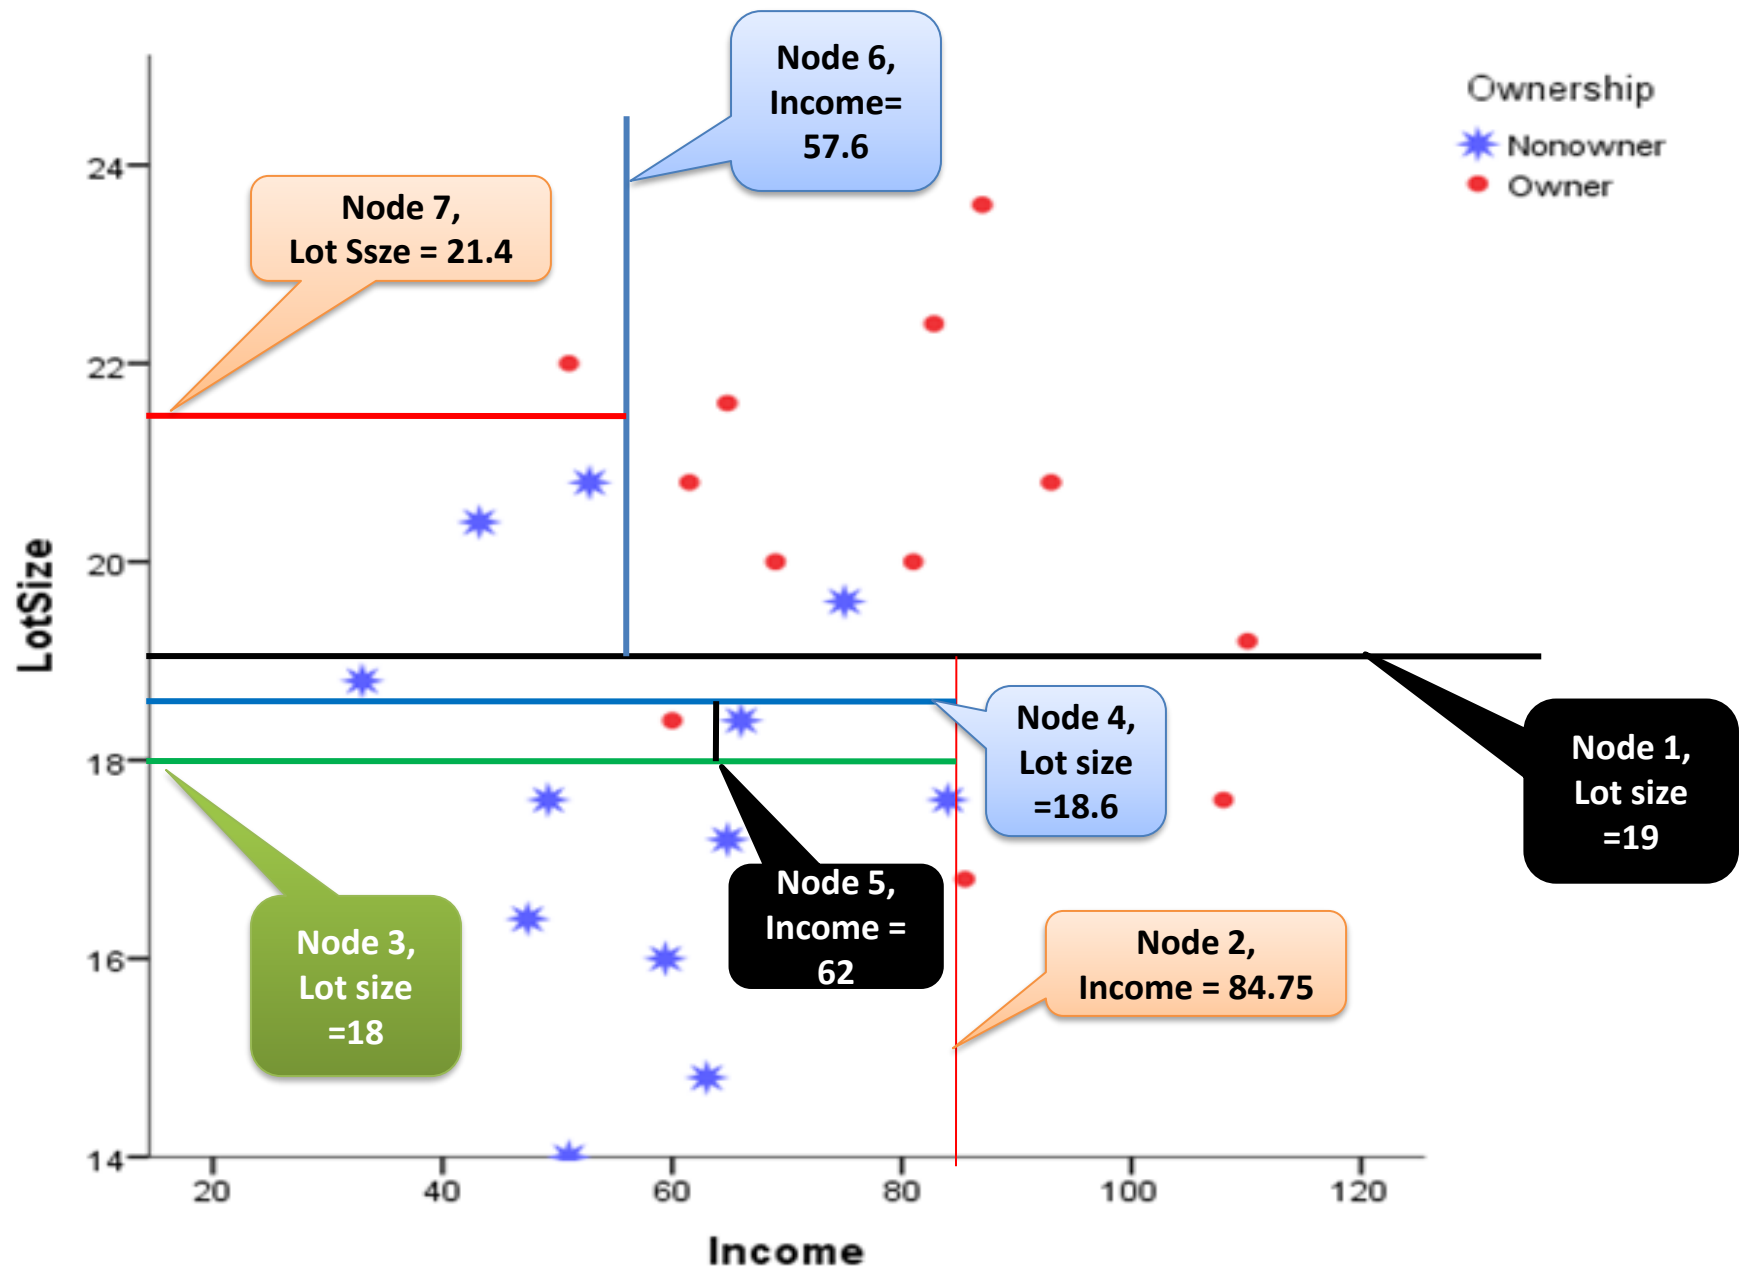 Node 6,
Income=
57.6
Ownership
Nonowner
Owner
Node 7,
Lot Ssze = 21.4
24
22
20
18
16
14
LotSize
Node 4,
Lot size
=18.6
Node 1,
Lot size
=19
Node 5,
Income =
62
Node 3,
Lot size
=18
Node 2,
Income = 84.75
20
40
60
80
100
120
Income